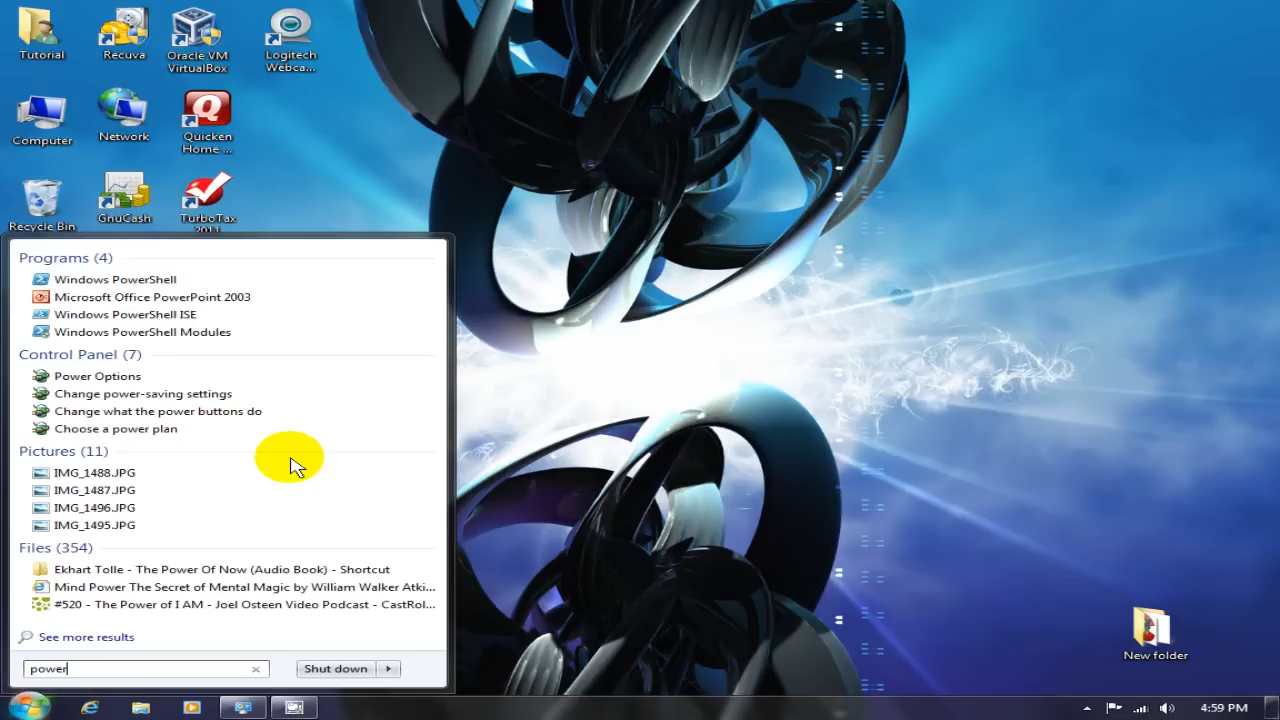 Tutorial
Recuva
Oracle VM
VirtualBox
Logitech
Webca...
Computer
Network
Quicken
Home ...
Recycle Bin
GnuCash
TurboTax
2011
Programs (4)
Windows PowerShell
Microsoft Office PowerPoint 2003
Windows PowerShell ISE
Windows PowerShell Modules
Control Panel (7)
Power Options
Change power-saving settings
Change what the power buttons do
Choose a power plan
Pictures (11)
IMG_1488.JPG
IMG_1487.JPG
IMG_1496.JPG
IMG_1495.JPG
Files (354)
Ekhart Tolle - The Power Of Now (Audio Book) - Shortcut
Mind Power The Secret of Mental Magic by William Walker Atki...
#520 - The Power of I AM - Joel Osteen Video Podcast - CastRol...
See more results
power
Shut down
New folder
4:59 PM